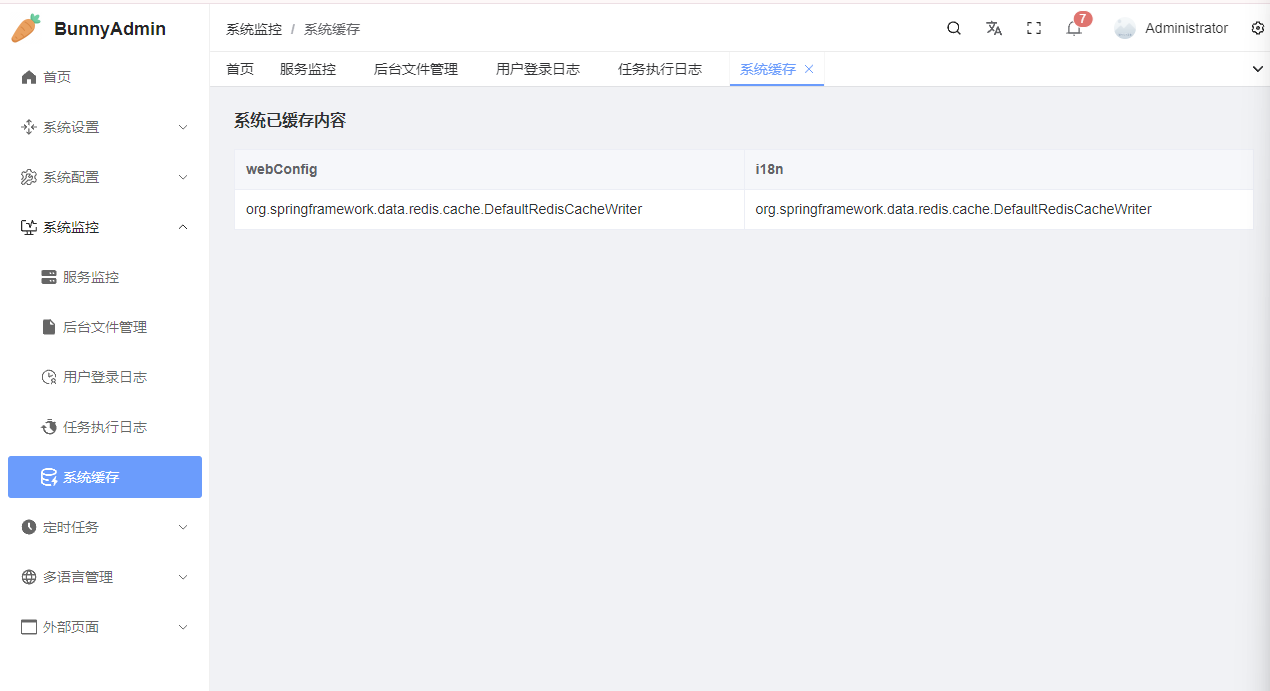 BunnyAdmin
首页
系统设置
系统配置
系统监控
服务监控
后台文件管理
用户登录日志
任务执行日志
系统缓存
定时任务
多语言管理
外部页面
系统监控 / 系统缓存
7
Administrator
首页 服务监控 后台文件管理 用户登录日志 任务执行日志 系统缓存
系统已缓存内容
webConfig i18n
org.springframework.data.redis.cache.DefaultRedisCacheWriter org.springframework.data.redis.cache.DefaultRedisCacheWriter